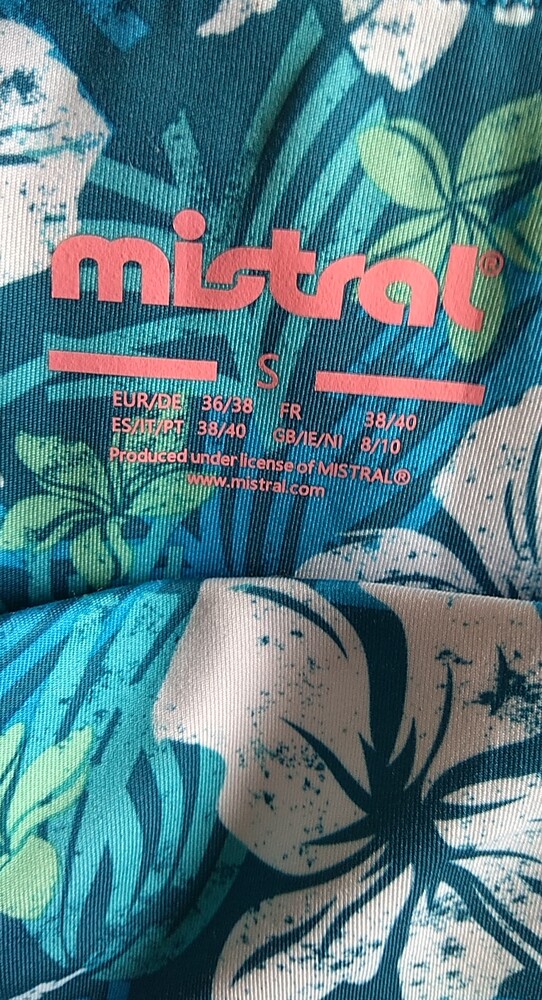 mistral®
S
EUR/DE 36/38 FR 38/40
ES/IT/PT 38/40 GB/IE/NI 8/10
Produced under license of MISTRAL®
www.mistral.com